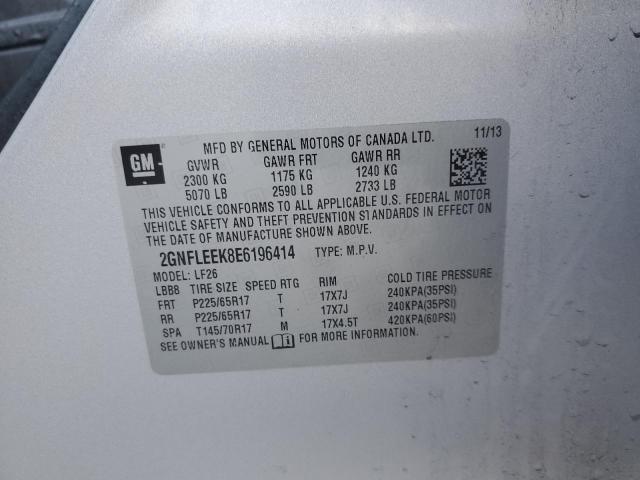 GM
MFD BY GENERAL MOTORS OF CANADA LTD. 11/13
GVWR GAWR FRT GAWR RR
2300 KG 1175 KG 1240 KG
5070 LB 2590 LB 2733 LB
THIS VEHICLE CONFORMS TO ALL APPLICABLE U.S. FEDERAL MOTOR
VEHICLE SAFETY AND THEFT PREVENTION STANDARDS IN EFFECT ON
THE DATE OF MANUFACTURE SHOWN ABOVE.
2GNFLEEK8E6196414 TYPE: M.P.V.
MODEL: LF26
LBB8 TIRE SIZE SPEED RTG RIM COLD TIRE PRESSURE
FRT P225/65R17 T 17X7J 240KPA(35PSI)
RR P225/65R17 T 17X7J 240KPA(35PSI)
SPA T145/70R17 M 17X4.5T 420KPA(60PSI)
SEE OWNER'S MANUAL FOR MORE INFORMATION.